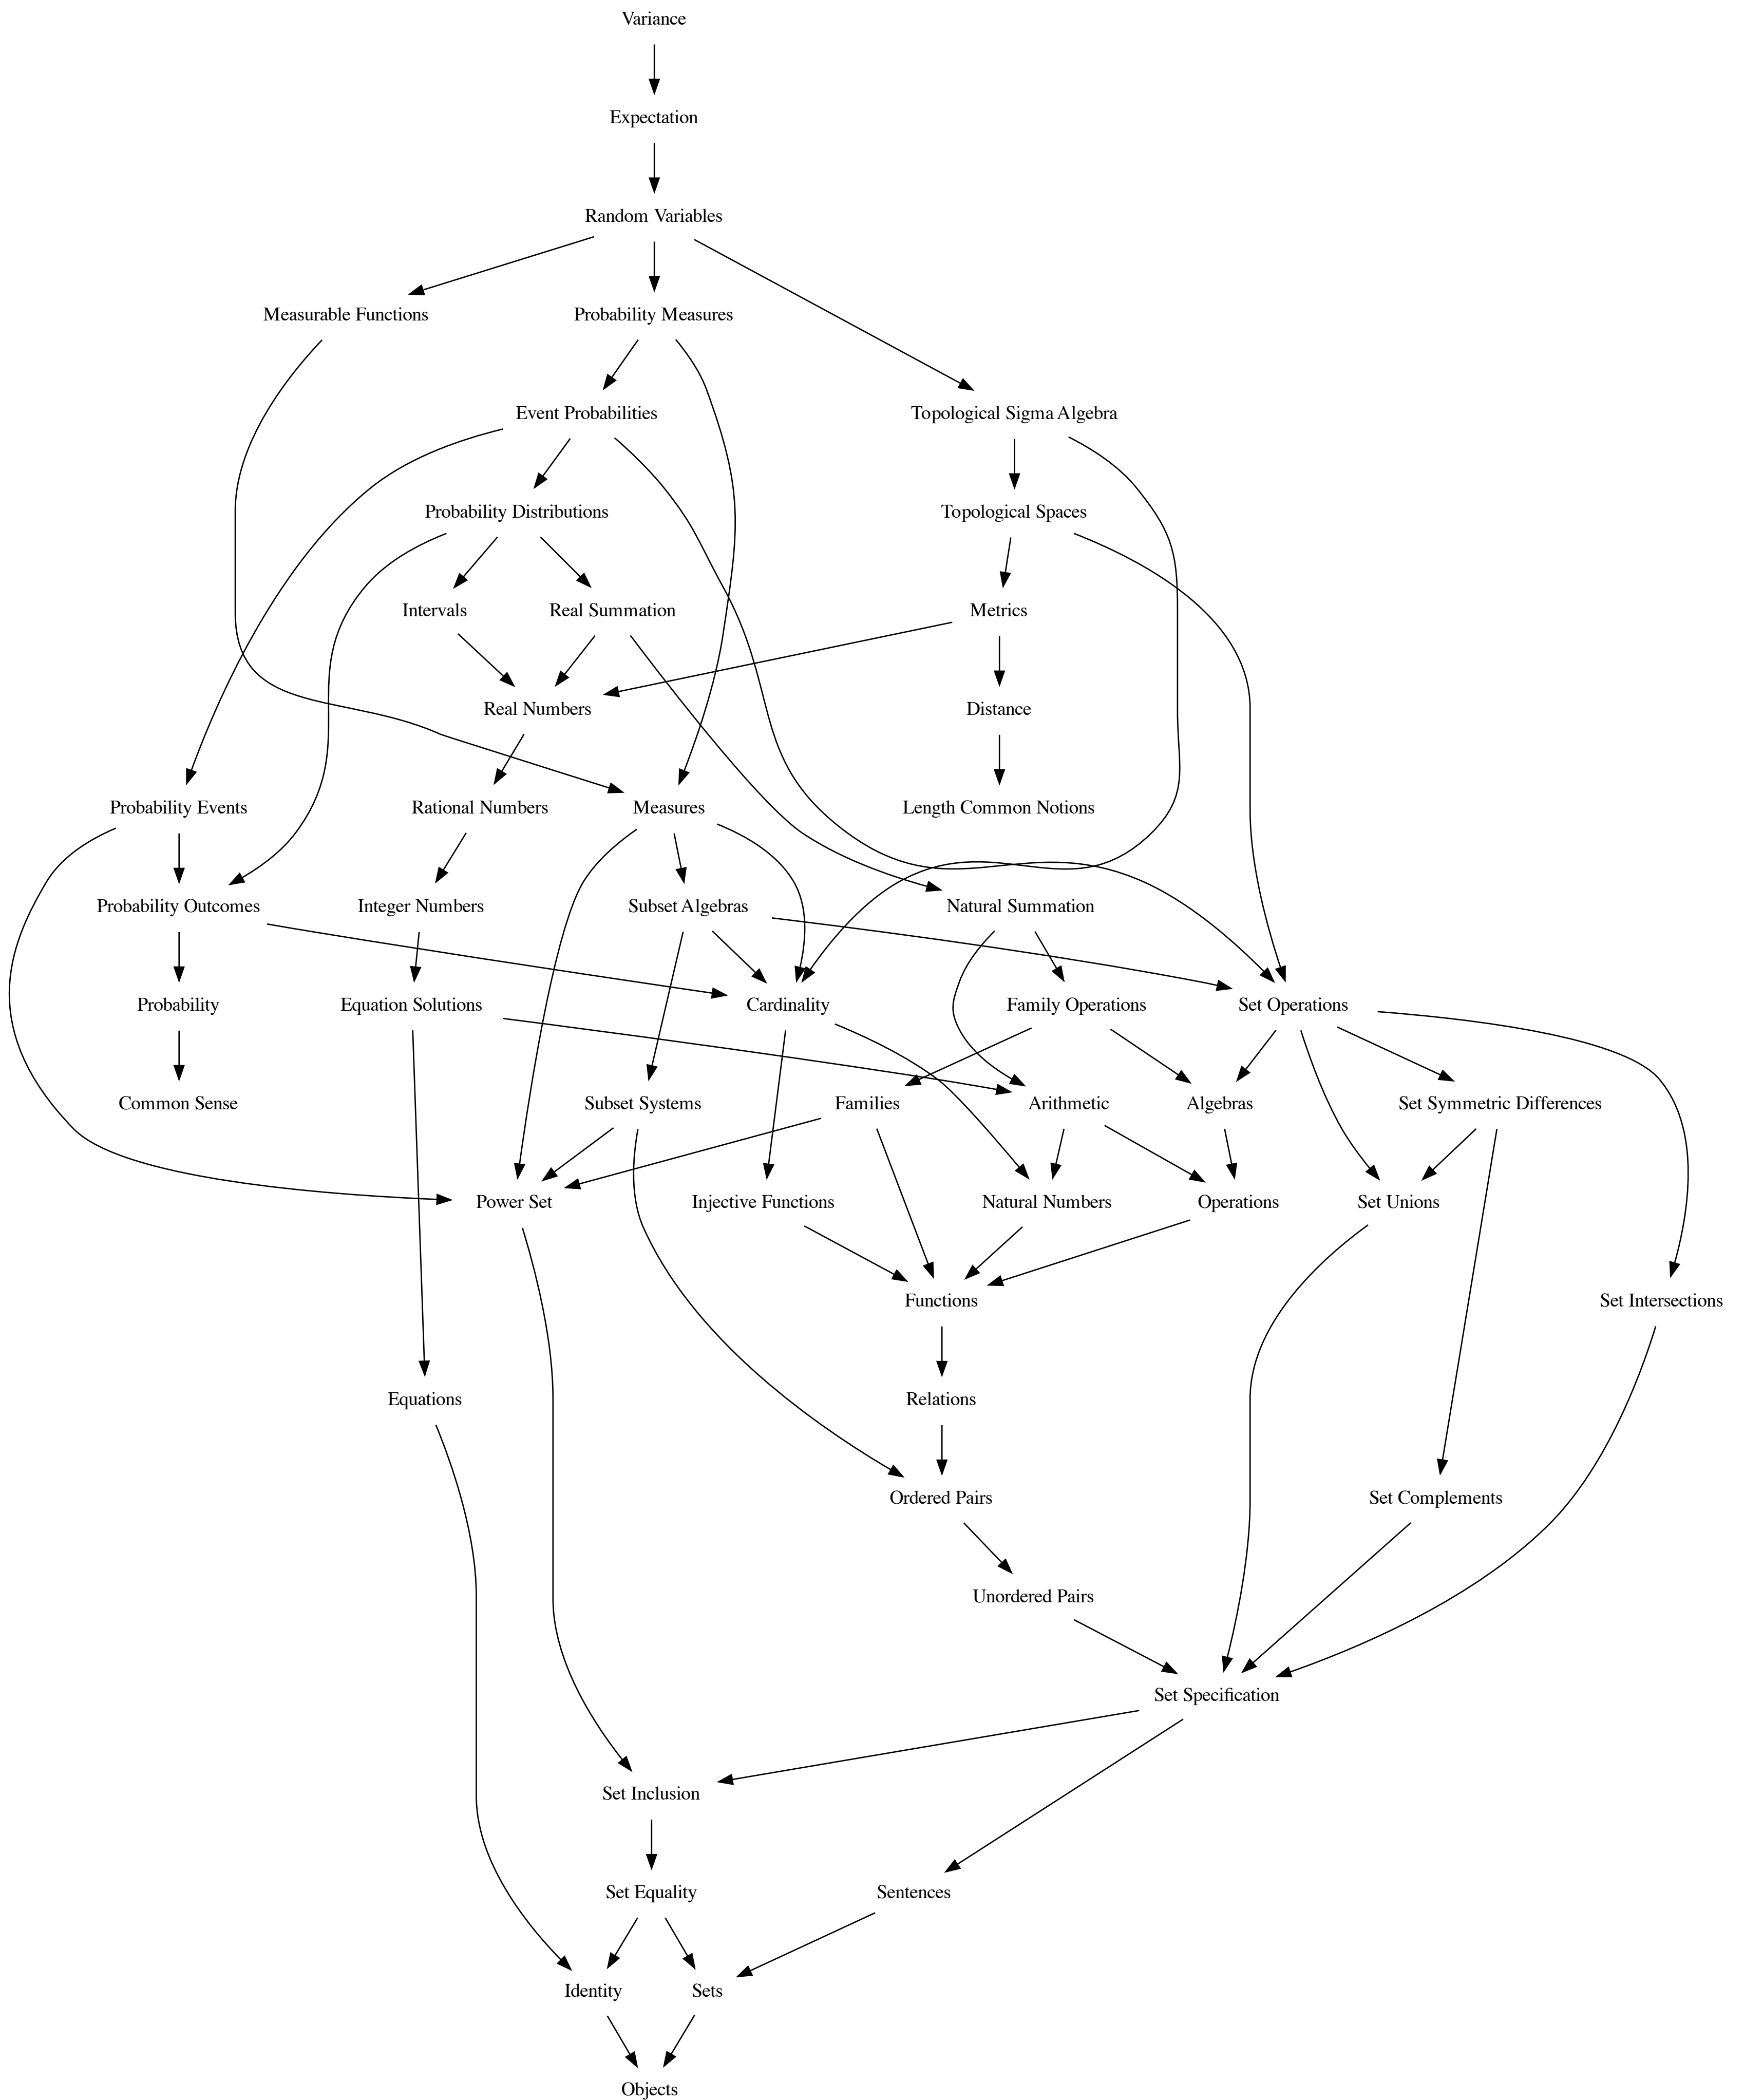 Variance
Expectation
Random Variables
Measurable Functions
Probability Measures
Event Probabilities
Topological Sigma Algebra
Probability Distributions
Topological Spaces
Intervals
Real Summation
Metrics
Real Numbers
Distance
Probability Events
Rational Numbers
Measures
Length Common Notions
Probability Outcomes
Integer Numbers
Subset Algebras
Natural Summation
Probability
Equation Solutions
Cardinality
Family Operations
Set Operations
Common Sense
Subset Systems
Families
Arithmetic
Algebras
Set Symmetric Differences
Power Set
Injective Functions
Natural Numbers
Operations
Set Unions
Functions
Set Intersections
Equations
Relations
Ordered Pairs
Set Complements
Unordered Pairs
Set Specification
Set Inclusion
Set Equality
Sentences
Identity
Sets
Objects